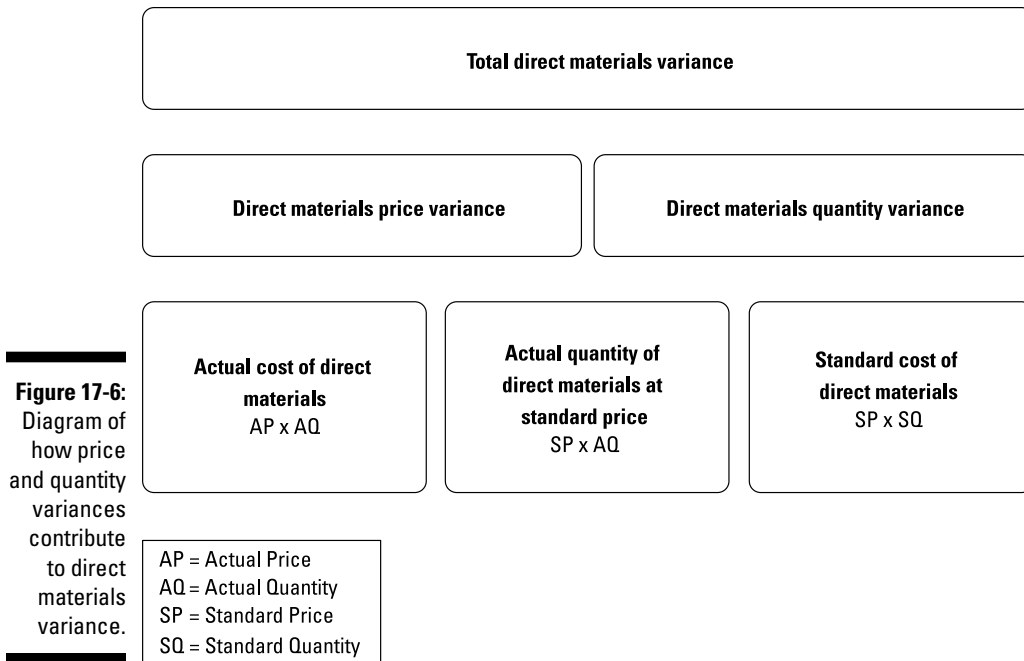 Total direct materials variance
Direct materials price variance
Direct materials quantity variance
Actual cost of direct
materials
AP x AQ
Actual quantity of
direct materials at
standard price
SP x AQ
Standard cost of
direct materials
SP x SQ
Figure 17-6:
Diagram of
how price
and quantity
variances
contribute
to direct
materials
variance.
AP = Actual Price
AQ = Actual Quantity
SP = Standard Price
SQ = Standard Quantity